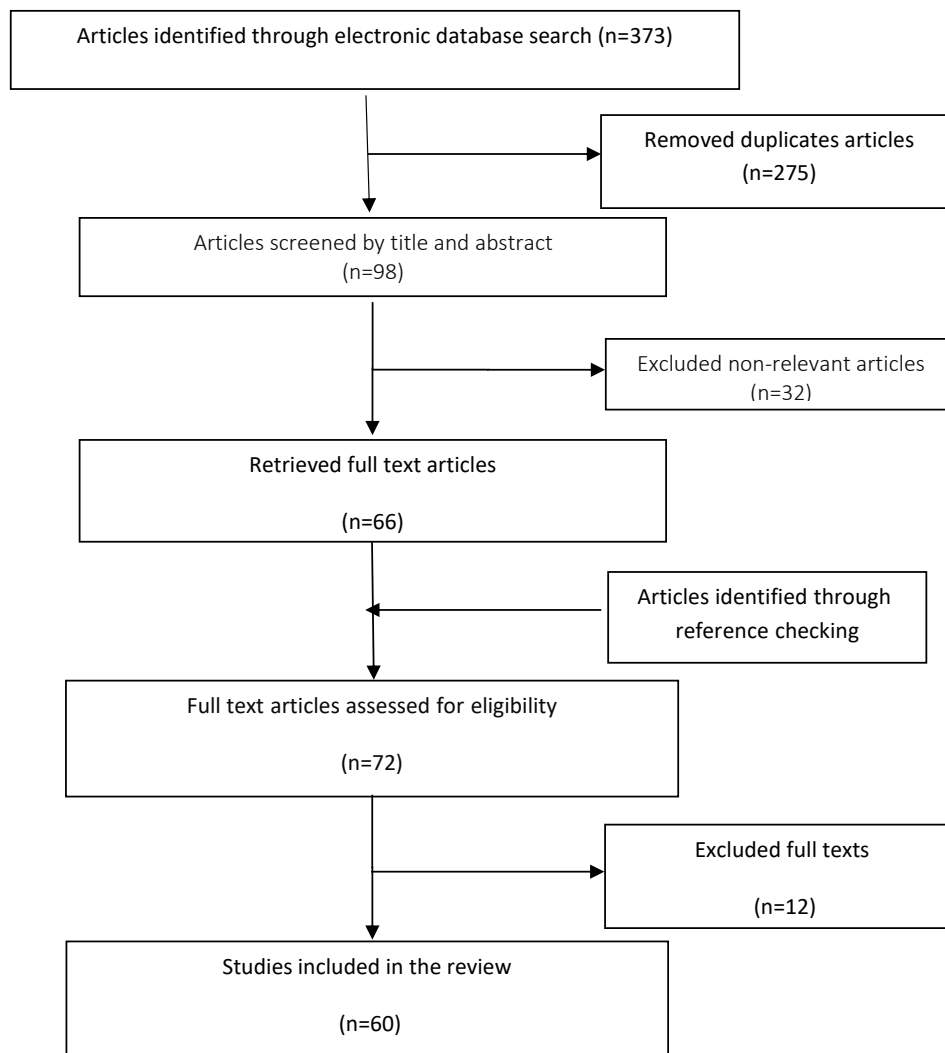 Articles identified through electronic database search (n=373)
Removed duplicates articles
(n=275)
Articles screened by title and abstract
(n=98)
Excluded non-relevant articles
(n=32)
Retrieved full text articles
(n=66)
Articles identified through
reference checking
Full text articles assessed for eligibility
(n=72)
Excluded full texts
(n=12)
Studies included in the review
(n=60)